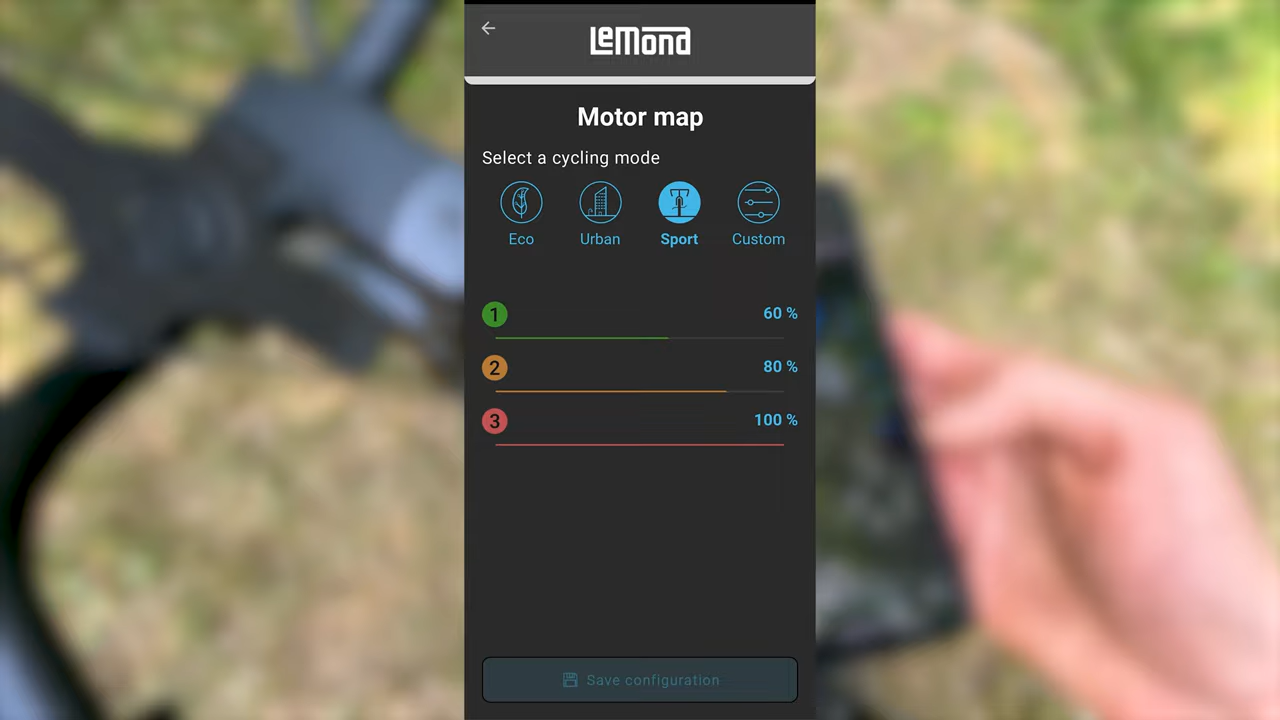 LeMond
Motor map
Select a cycling mode
Eco Urban Sport Custom
1 60 %
2 80 %
3 100 %
Save configuration